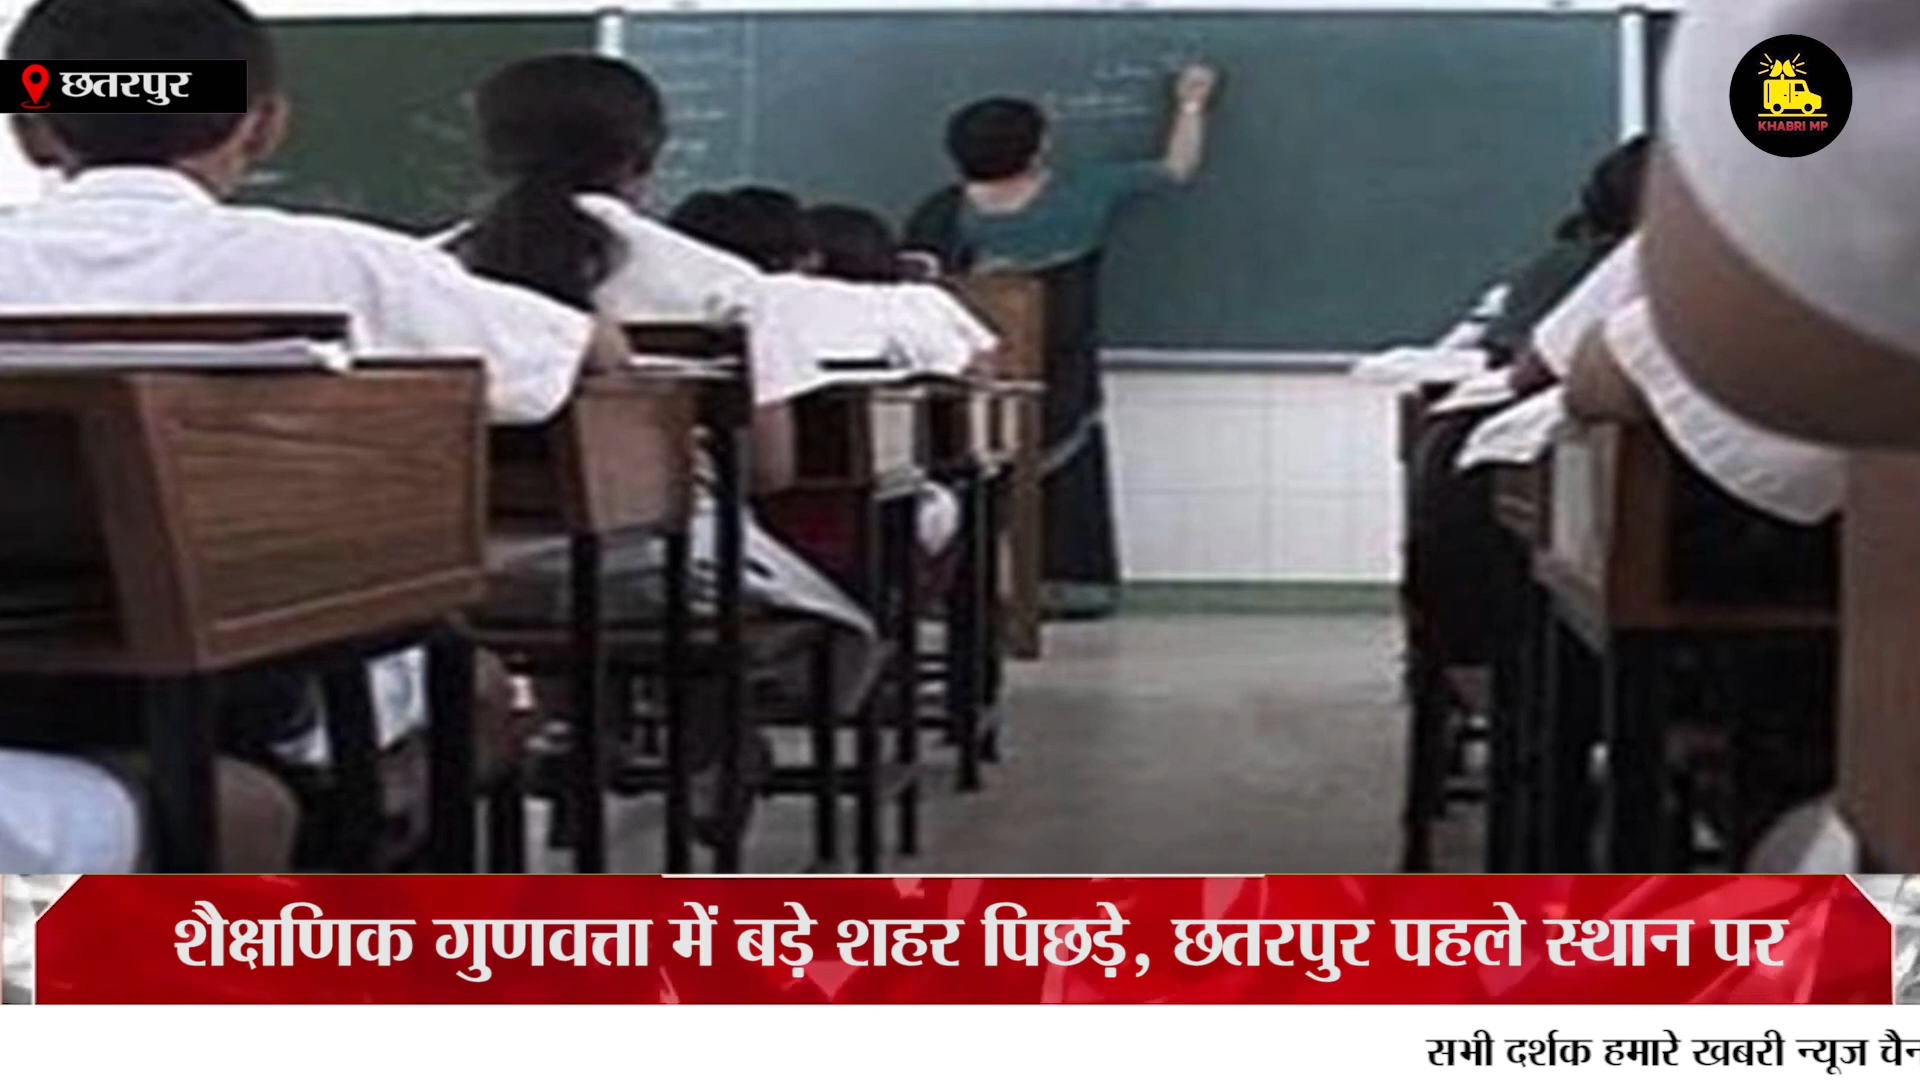 छतरपुर
KHABRI MP
शैक्षणिक गुणवत्ता में बड़े शहर पिछड़े, छतरपुर पहले स्थान पर
सभी दर्शक हमारे खबरी न्यूज